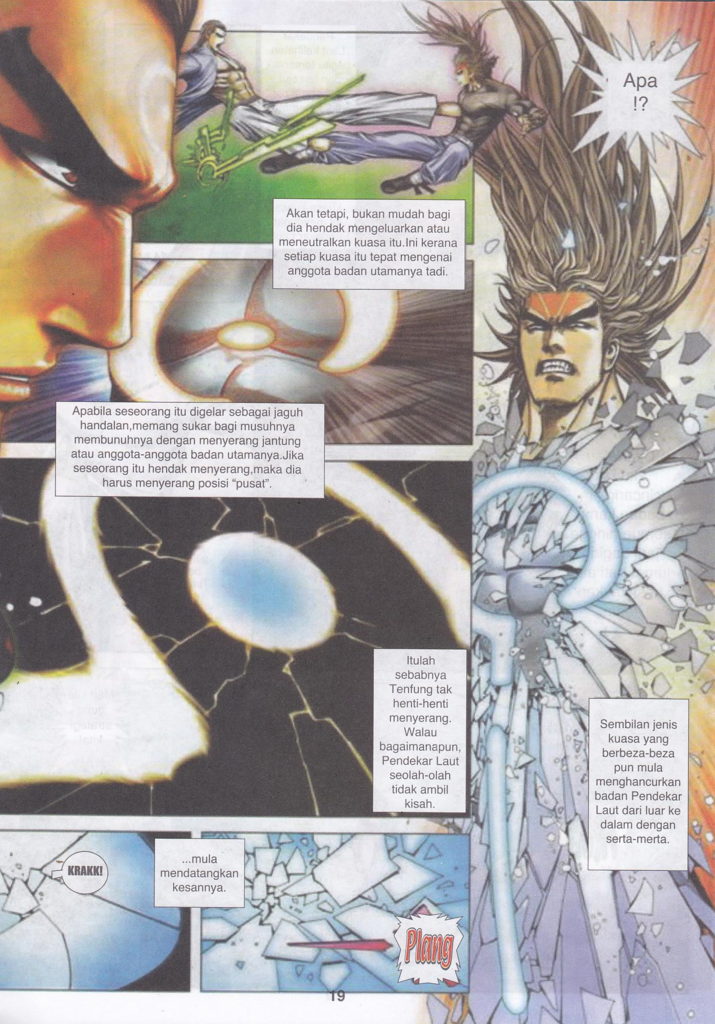 Apa
!?
Akan tetapi, bukan mudah bagi
dia hendak mengeluarkan atau
meneutralkan kuasa itu.Ini kerana
setiap kuasa itu tepat mengenai
anggota badan utamanya tadi.
Apabila seseorang itu digelar sebagai jaguh
handalan,memang sukar bagi musuhnya
membunuhnya dengan menyerang jantung
atau anggota-anggota badan utamanya.Jika
seseorang itu hendak menyerang,maka dia
harus menyerang posisi “pusat”.
Itulah
sebabnya
Tenfung tak
henti-henti
menyerang.
Walau
bagaimanapun,
Pendekar Laut
seolah-olah
tidak ambil
kisah.
Sembilan jenis
kuasa yang
berbeza-beza
pun mula
menghancurkan
badan Pendekar
Laut dari luar ke
dalam dengan
serta-merta.
KRAKK!
...mula
mendatangkan
kesannya.
Plang
19